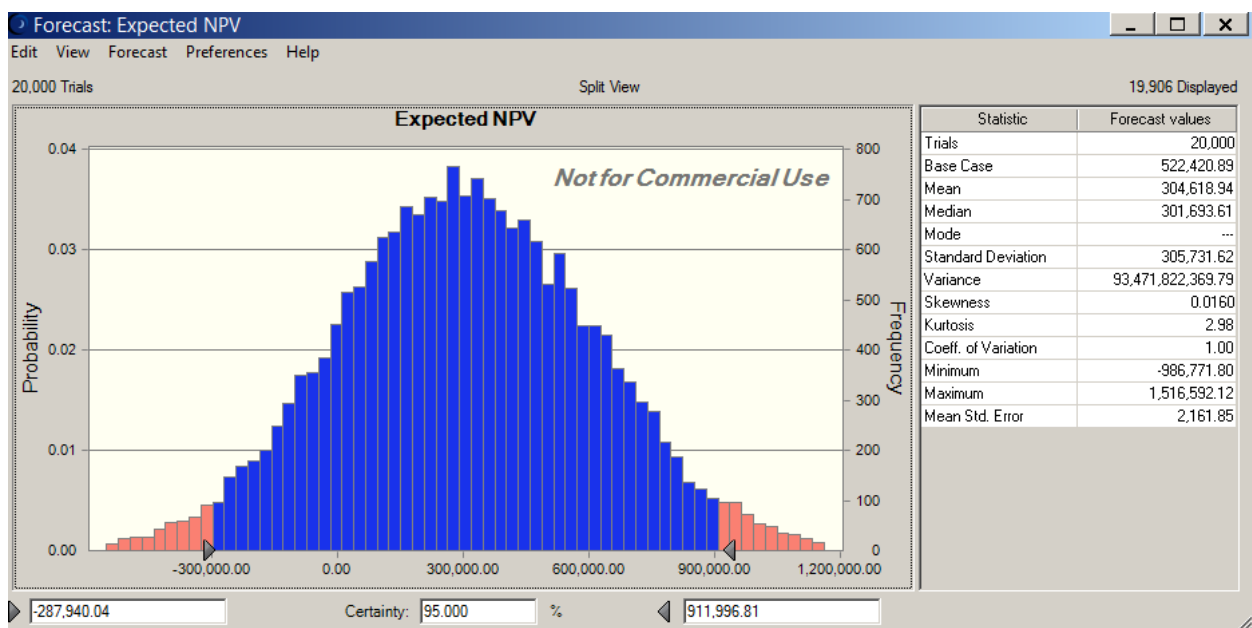 Forecast: Expected NPV
Edit View Forecast Preferences Help
20,000 Trials Split View 19,906 Displayed
Expected NPV
Not for Commercial Use
Probability
0.04
0.03
0.02
0.01
0.00
800
700
600
500
400
300
200
100
0
Frequency
-300,000.00 0.00 300,000.00 600,000.00 900,000.00 1,200,000.00
Statistic Forecast values
Trials 20,000
Base Case 522,420.89
Mean 304,618.94
Median 301,693.61
Mode ---
Standard Deviation 305,731.62
Variance 93,471,822,369.79
Skewness 0.0160
Kurtosis 2.98
Coeff. of Variation 1.00
Minimum -986,771.80
Maximum 1,516,592.12
Mean Std. Error 2,161.85
-287,940.04 Certainty: 95.000 % 911,996.81